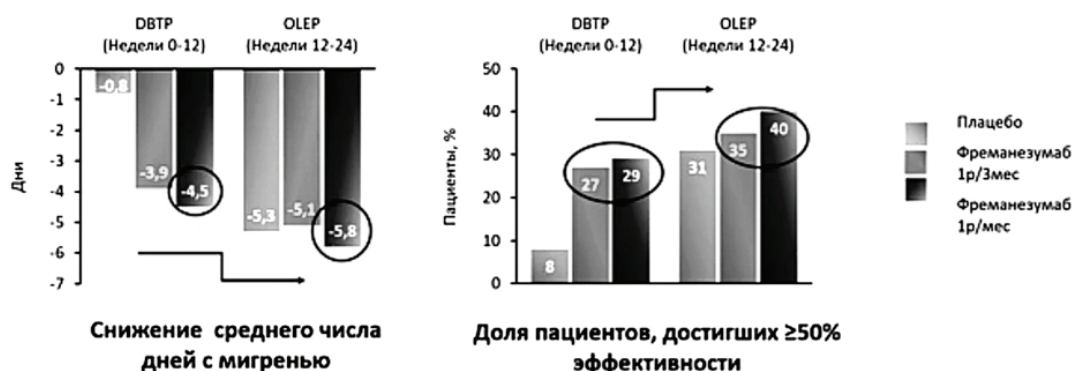 DBTP
(Недели 0-12)
OLEP
(Недели 12-24)
Дни
0
-1
-2
-3
-4
-5
-6
-7
-0,8
-3,9
-4,5
-5,3
-5,1
-5,8
Снижение среднего числа
дней с мигренью
DBTP
(Недели 0-12)
OLEP
(Недели 12-24)
Пациенты, %
50
40
30
20
10
0
8
27
29
31
35
40
Доля пациентов, достигших ≥50%
эффективности
Плацебо
Фреманезумаб
1р/3мес
Фреманезумаб
1р/мес